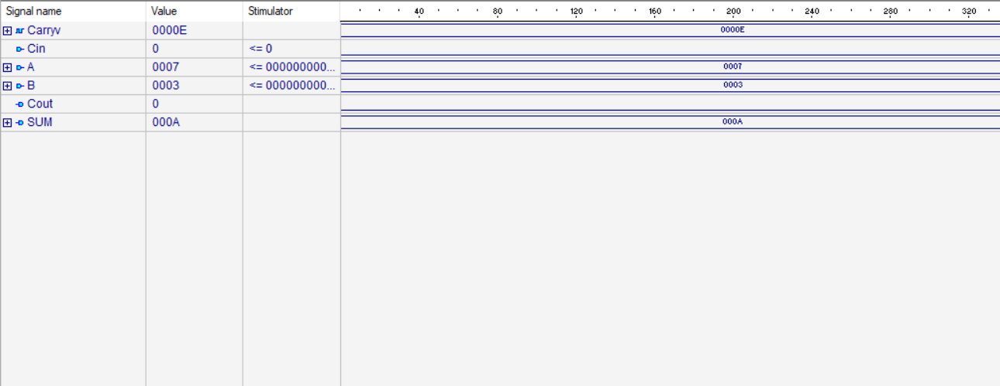 Signal name Value Stimulator 40 80 120 160 200 240 280 320
Carryv 0000E 0000E
Cin 0 <= 0
A 0007 <= 000000000... 0007
B 0003 <= 000000000... 0003
Cout 0
SUM 000A 000A